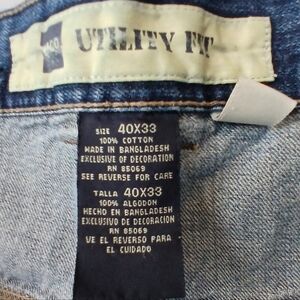 UTILITY FIT
SIZE 40X33
100% COTTON
MADE IN BANGLADESH
EXCLUSIVE OF DECORATION
RN 85069
SEE REVERSE FOR CARE
TALLA 40X33
100% ALGODON
HECHO EN BANGLADESH
EXCLUSIVO DE DECORACION
RN 85069
VE EL REVERSO PARA
EL CUIDADO